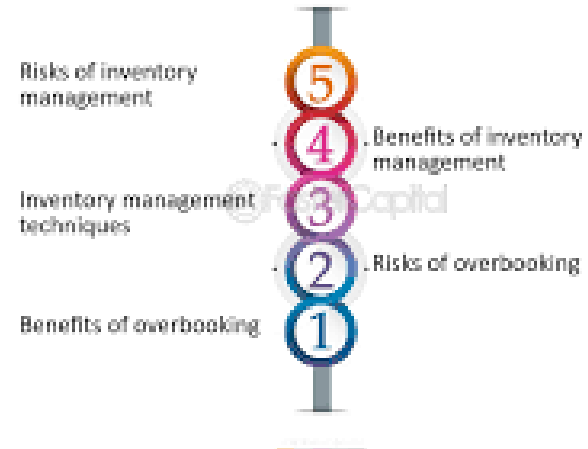 5
Risks of inventory
management
4
Benefits of inventory
management
3
Inventory management
techniques
2
Risks of overbooking
1
Benefits of overbooking